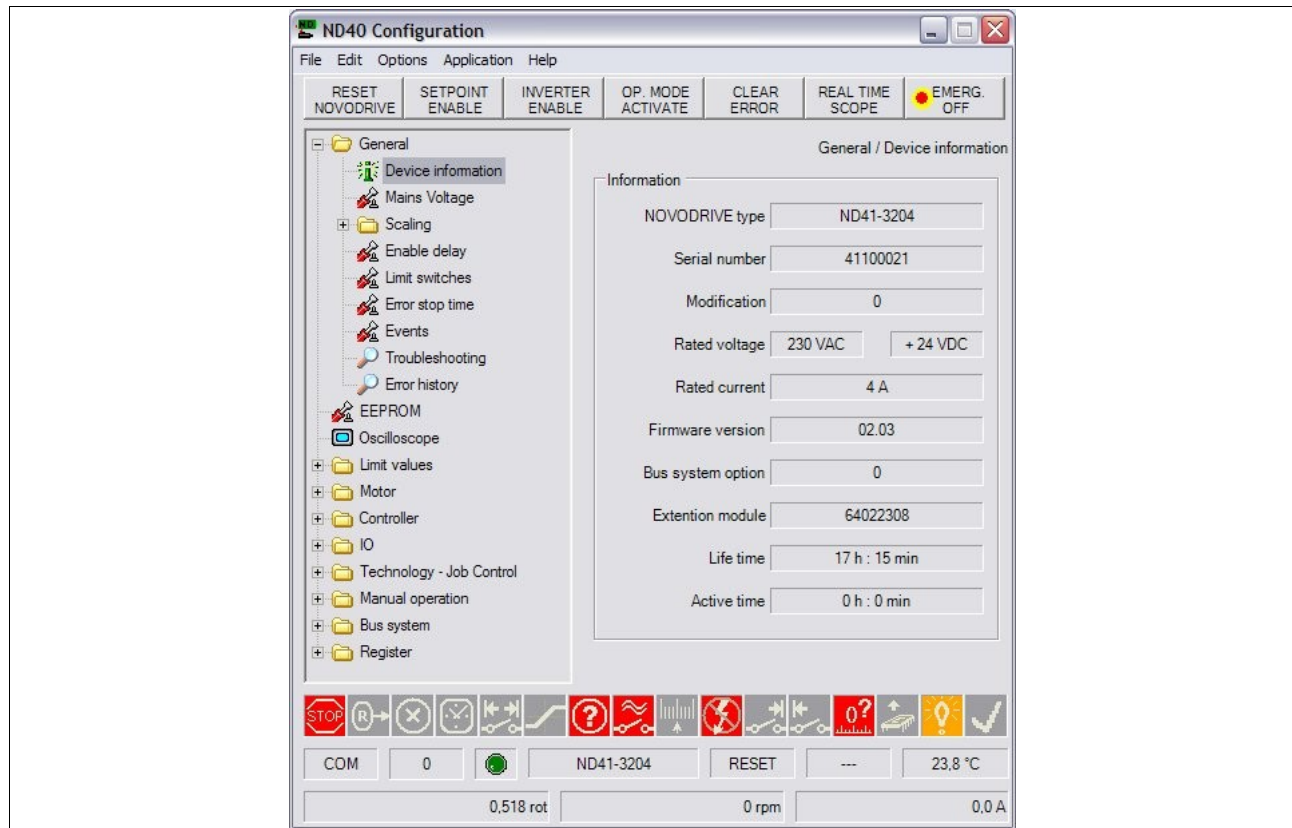 ND40 Configuration
File Edit Options Application Help
RESET NOVODRIVE
SETPOINT ENABLE
INVERTER ENABLE
OP. MODE ACTIVATE
CLEAR ERROR
REAL TIME SCOPE
EMERG. OFF
General
Device information
Mains Voltage
Scaling
Enable delay
Limit switches
Error stop time
Events
Troubleshooting
Error history
EEPROM
Oscilloscope
Limit values
Motor
Controller
IO
Technology - Job Control
Manual operation
Bus system
Register
General / Device information
Information
NOVODRIVE type ND41-3204
Serial number 41100021
Modification 0
Rated voltage 230 VAC + 24 VDC
Rated current 4 A
Firmware version 02.03
Bus system option 0
Extention module 64022308
Life time 17 h : 15 min
Active time 0 h : 0 min
STOP R ? 0?
COM 0 ND41-3204 RESET --- 23,8 °C
0,518 rot 0 rpm 0,0 A